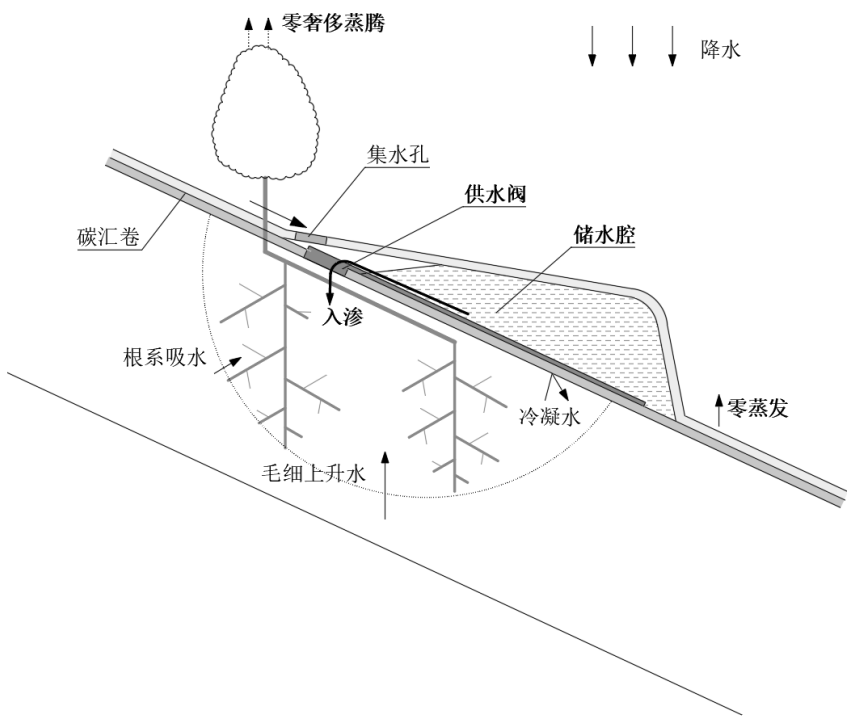 零奢侈蒸腾
降水
集水孔
供水阀
碳汇卷
储水腔
入渗
根系吸水
冷凝水
零蒸发
毛细上升水